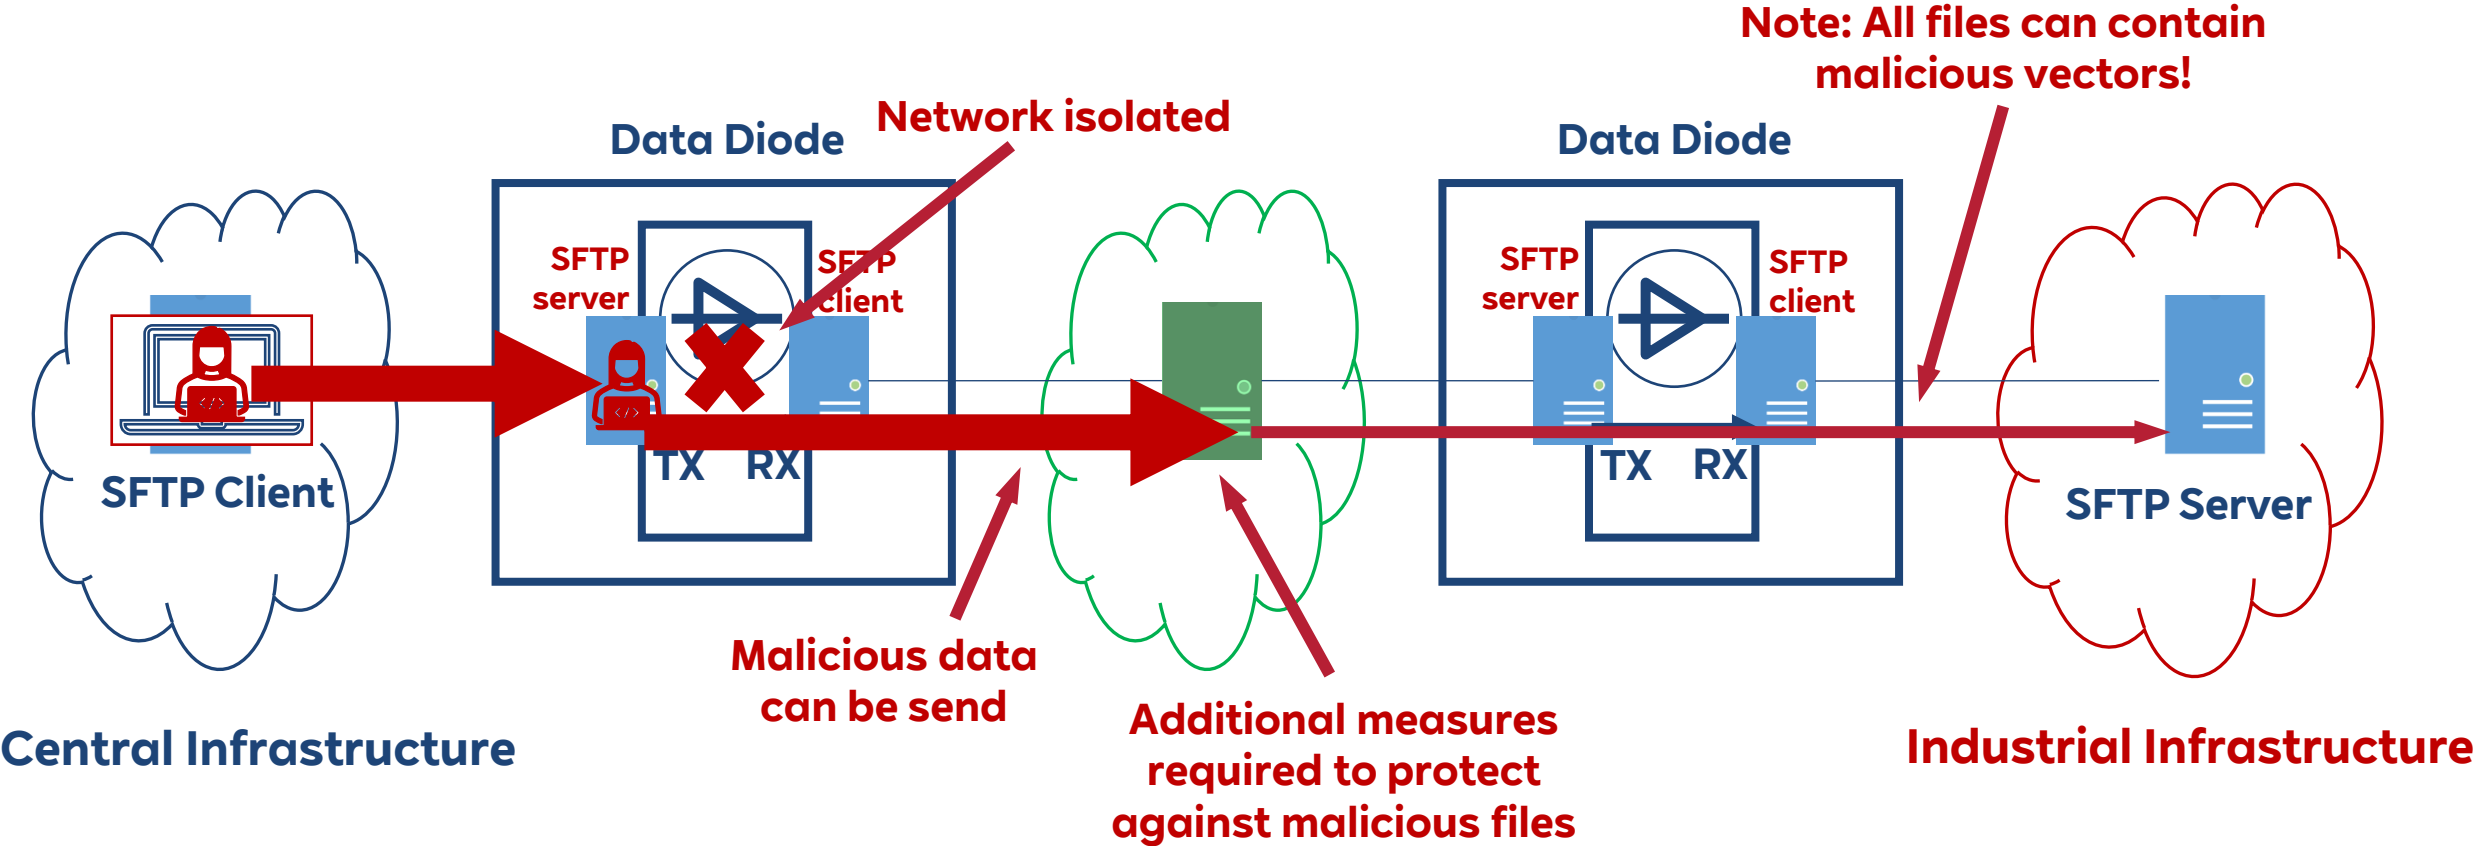 Note: All files can contain
malicious vectors!
Network isolated
Data Diode
Data Diode
SFTP
server
SFTP
client
SFTP
server
SFTP
client
TX
RX
TX
RX
SFTP Client
SFTP Server
Malicious data
can be send
Additional measures
required to protect
against malicious files
Central Infrastructure
Industrial Infrastructure